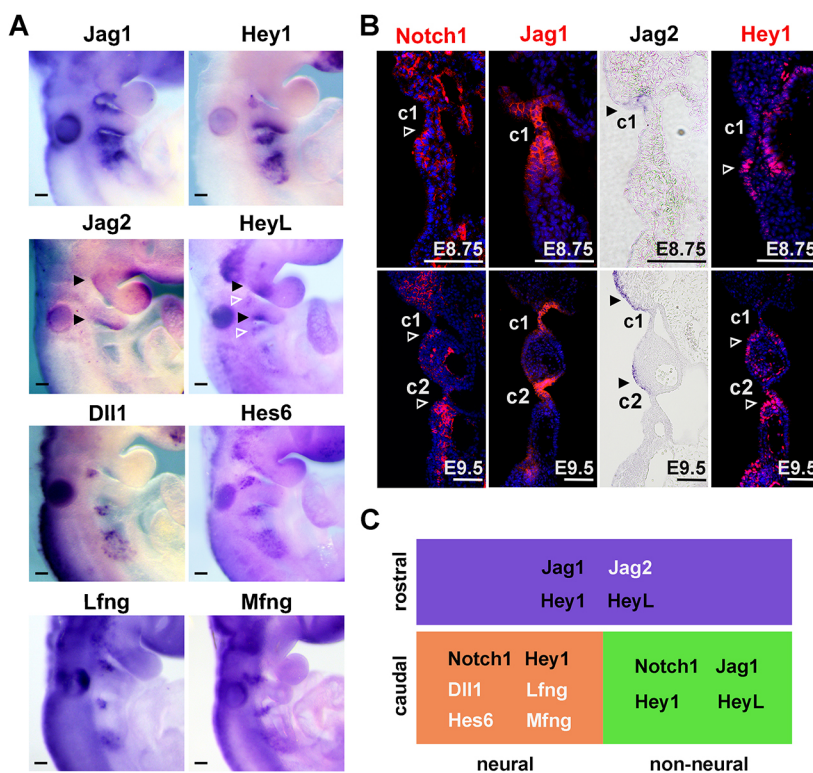 A
Jag1 Hey1
Jag2 HeyL
Dll1 Hes6
Lfng Mfng
B
Notch1 Jag1 Jag2 Hey1
c1 c1 c1 c1
E8.75 E8.75 E8.75 E8.75
c1 c1 c1 c1
c2 c2 c2 c2
E9.5 E9.5 E9.5 E9.5
C
rostral
Jag1 Jag2
Hey1 HeyL
caudal
Notch1 Hey1
Dll1 Lfng
Hes6 Mfng
Notch1 Jag1
Hey1 HeyL
neural non-neural